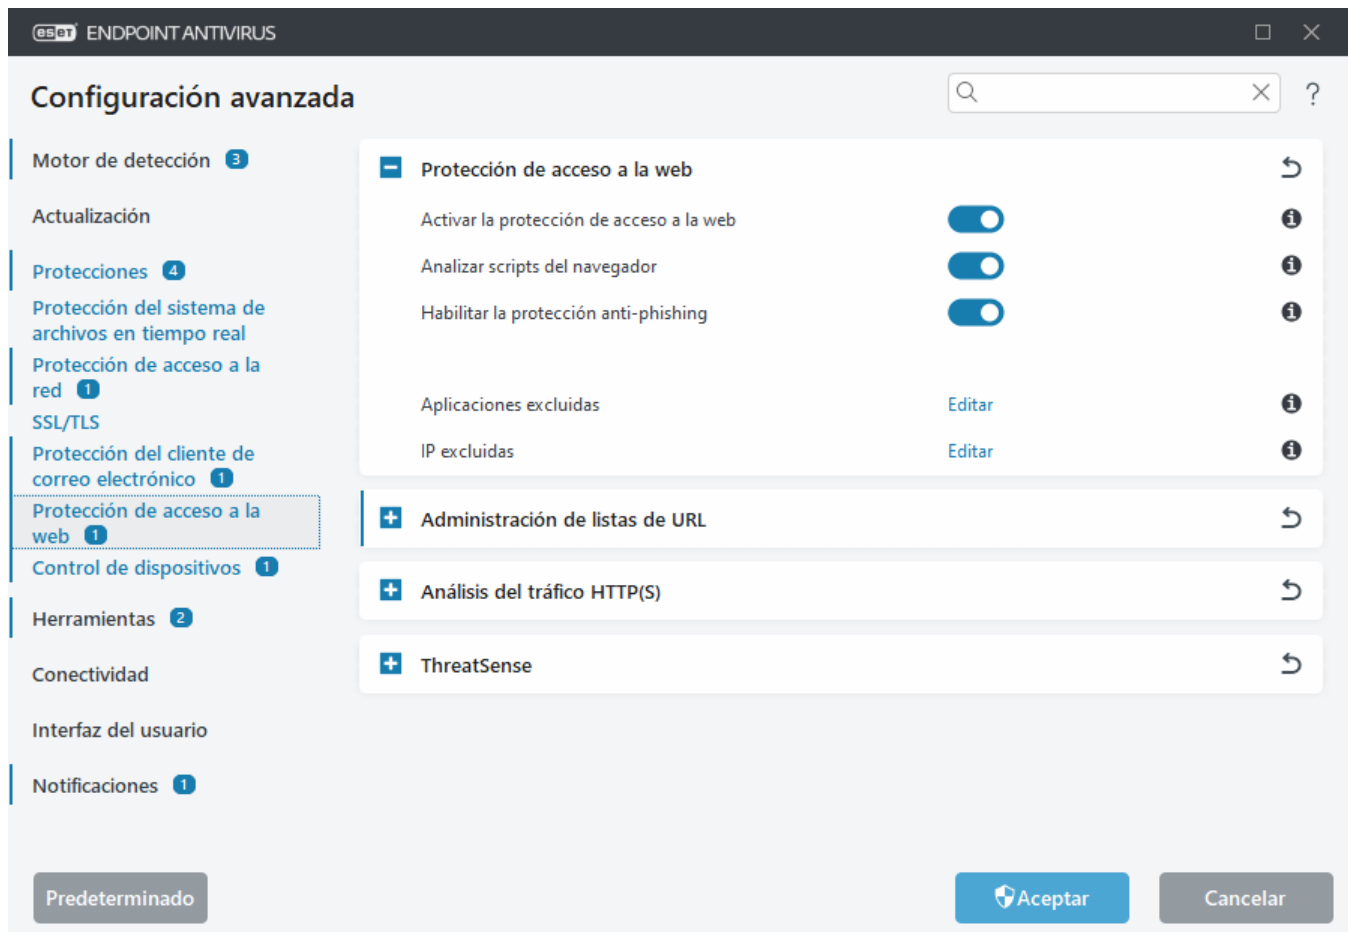 eset ENDPOINT ANTIVIRUS
Configuración avanzada
?
Motor de detección 3
Actualización
Protecciones 4
Protección del sistema de
archivos en tiempo real
Protección de acceso a la
red 1
SSL/TLS
Protección del cliente de
correo electrónico 1
Protección de acceso a la
web 1
Control de dispositivos 1
Herramientas 2
Conectividad
Interfaz del usuario
Notificaciones 1
Protección de acceso a la web
Activar la protección de acceso a la web
Analizar scripts del navegador
Habilitar la protección anti-phishing
Aplicaciones excluidas Editar
IP excluidas Editar
Administración de listas de URL
Análisis del tráfico HTTP(S)
ThreatSense
Predeterminado
Aceptar
Cancelar